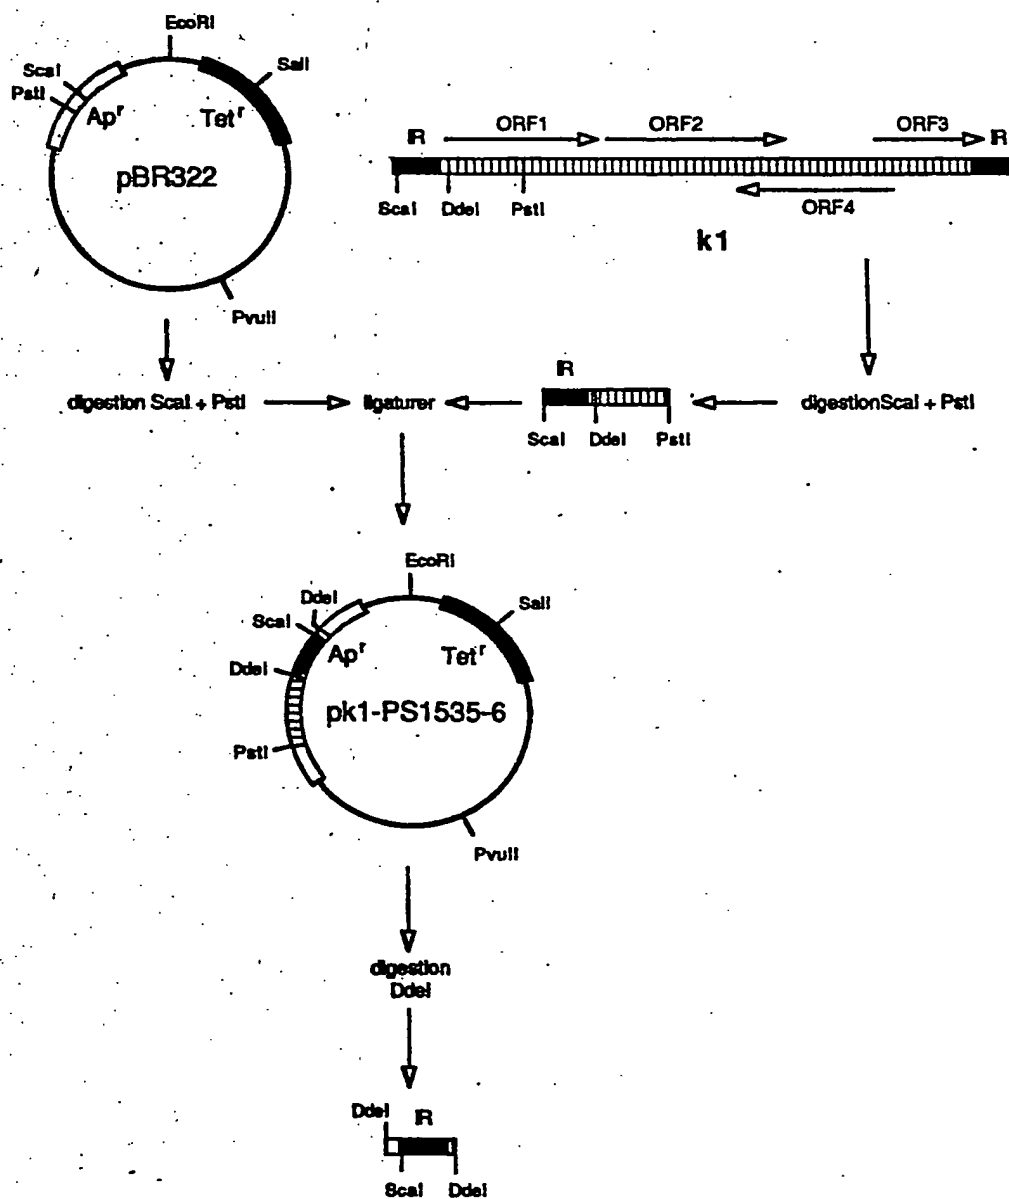 EcoRI
ScaI
SalI
PstI
Apr
Tetr
pBR322
PvuII
IR
ORF1
ORF2
ORF3
IR
ScaI
DdeI
PstI
ORF4
k1
digestion ScaI + PstI
ligaturer
IR
ScaI
DdeI
PstI
digestionScaI + PstI
EcoRI
DdeI
SalI
ScaI
Apr
Tetr
DdeI
pk1-PS1535-6
PstI
PvuII
digestion
DdeI
DdeI
IR
ScaI
DdeI